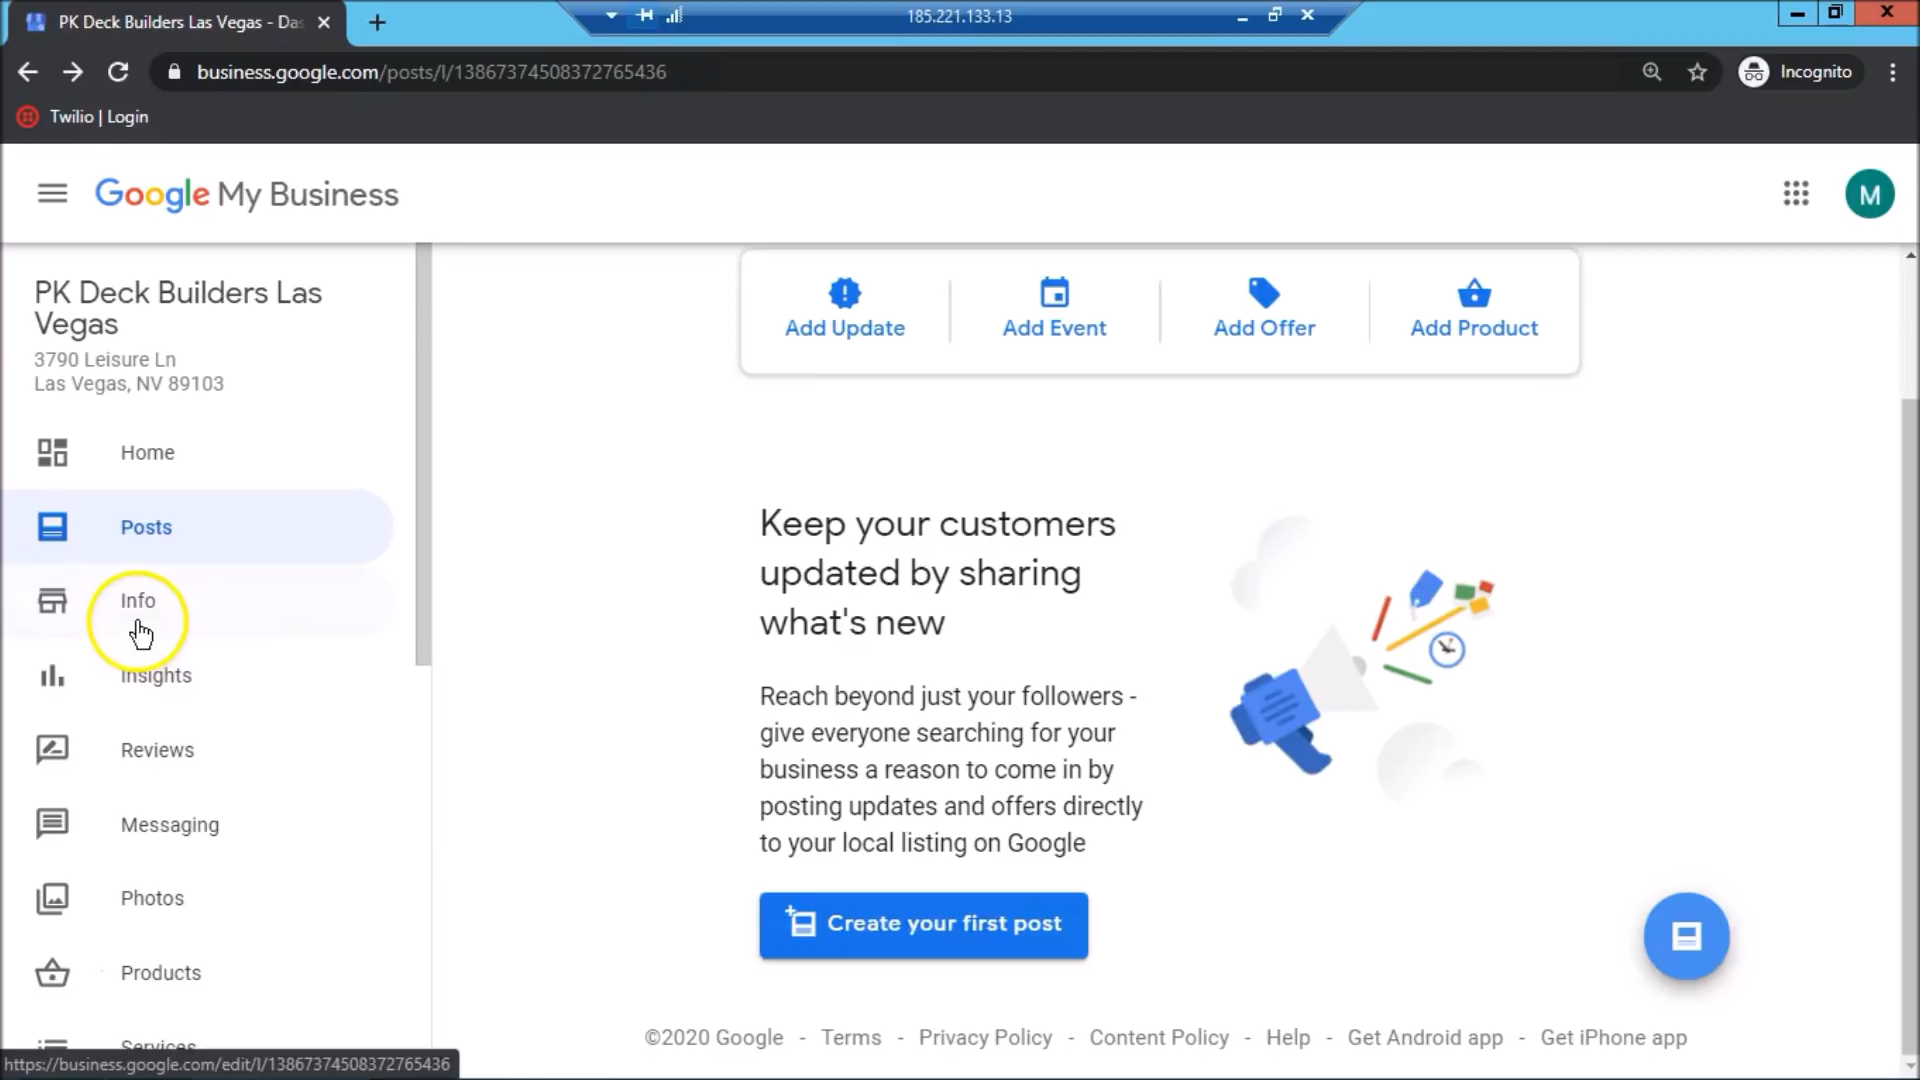 PK Deck Builders Las Vegas - Das
185.221.133.13
business.google.com/posts/l/13867374508372765436
Incognito
Twilio | Login
Google My Business
M
PK Deck Builders Las
Vegas
3790 Leisure Ln
Las Vegas, NV 89103
Home
Posts
Info
Insights
Reviews
Messaging
Photos
Products
Services
Add Update
Add Event
Add Offer
Add Product
Keep your customers
updated by sharing
what's new
Reach beyond just your followers -
give everyone searching for your
business a reason to come in by
posting updates and offers directly
to your local listing on Google
Create your first post
©2020 Google - Terms - Privacy Policy - Content Policy - Help - Get Android app - Get iPhone app
https://business.google.com/edit/l/13867374508372765436